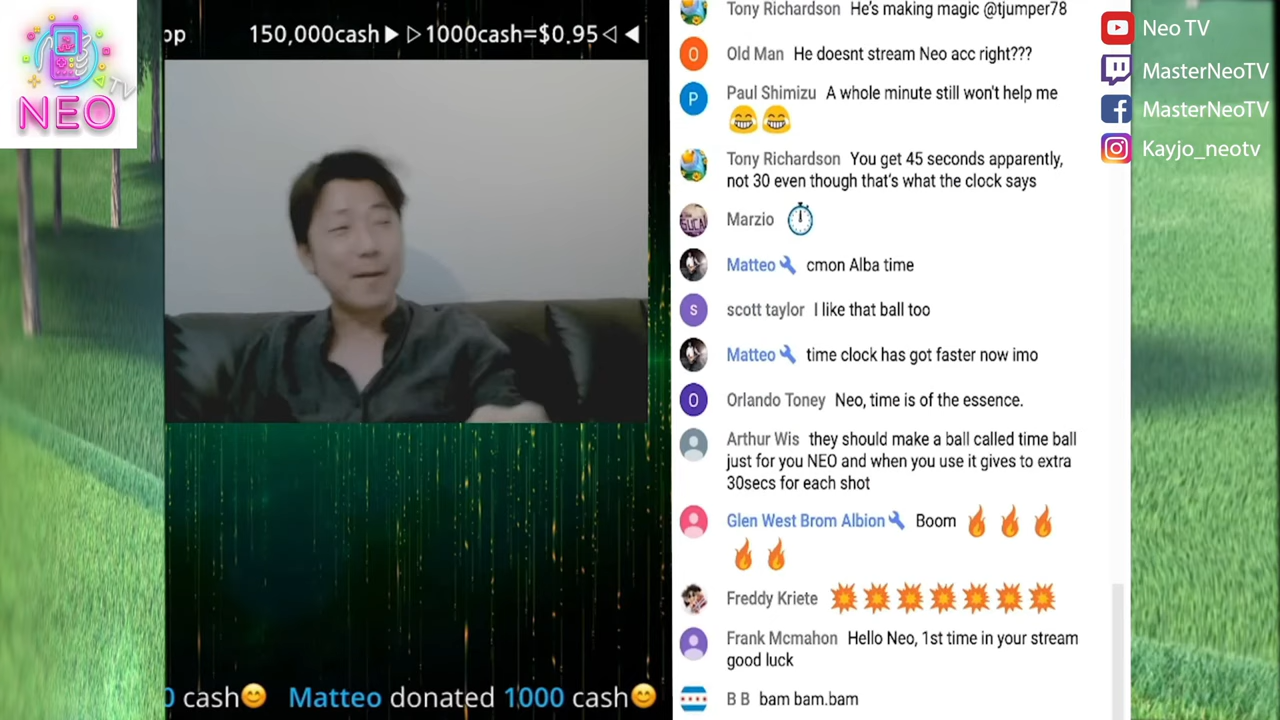 TV
NEO
op 150,000cash▶ ▷1000cash=$0.95◁ ◀
Tony Richardson He's making magic @tjumper78
Old Man He doesnt stream Neo acc right???
Paul Shimizu A whole minute still won't help me
😂😂
Tony Richardson You get 45 seconds apparently,
not 30 even though that's what the clock says
Marzio ⏱
Matteo🔧 cmon Alba time
scott taylor I like that ball too
Matteo🔧 time clock has got faster now imo
Orlando Toney Neo, time is of the essence.
Arthur Wis they should make a ball called time ball
just for you NEO and when you use it gives to extra
30secs for each shot
Glen West Brom Albion🔧 Boom 🔥🔥🔥
🔥🔥
Freddy Kriete 💥💥💥💥💥💥💥
Frank Mcmahon Hello Neo, 1st time in your stream
good luck
B B bam bam.bam
0 cash😊 Matteo donated 1000 cash😊
Neo TV
MasterNeoTV
MasterNeoTV
Kayjo_neotv
O
P
S
O